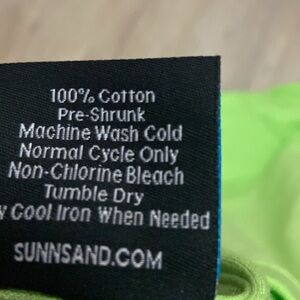 100% Cotton
Pre-Shrunk
Machine Wash Cold
Normal Cycle Only
Non-Chlorine Bleach
Tumble Dry
Cool Iron When Needed
SUNNSAND.COM